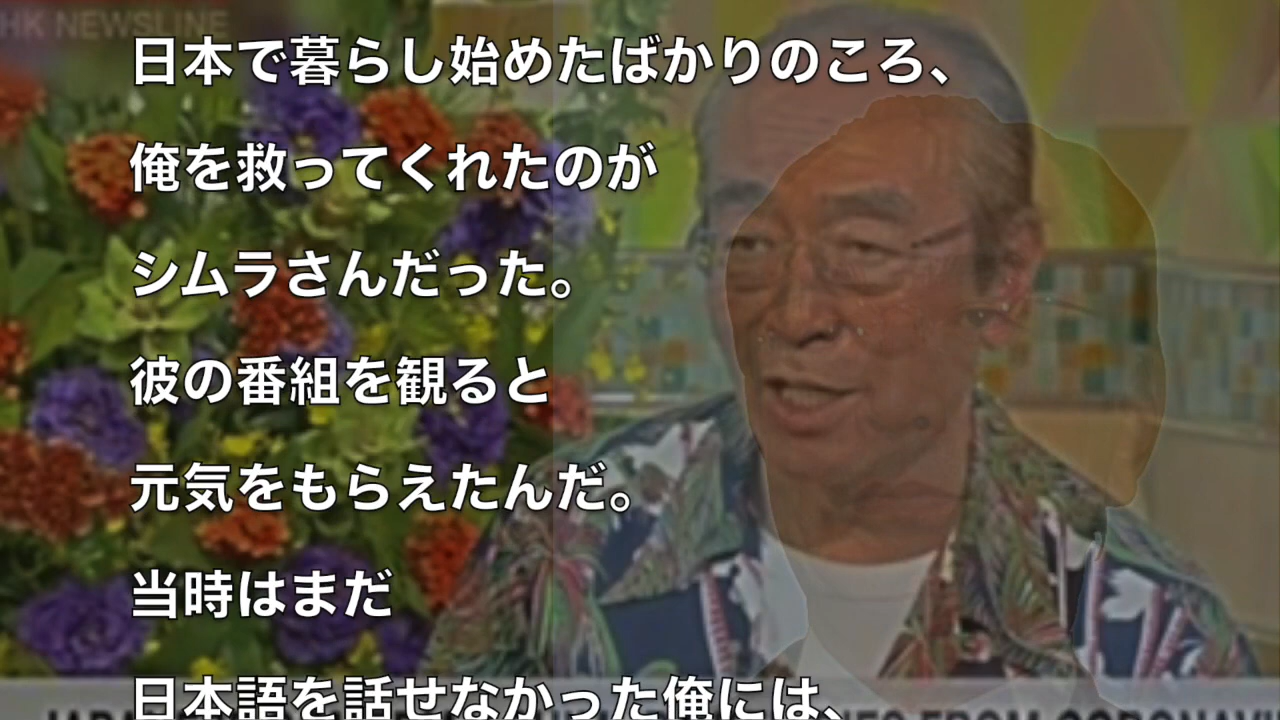 HK NEWSLINE
日本で暮らし始めたばかりのころ、
俺を救ってくれたのが
シムラさんだった。
彼の番組を観ると
元気をもらえたんだ。
当時はまだ
日本語を話せなかった俺には、
FROM